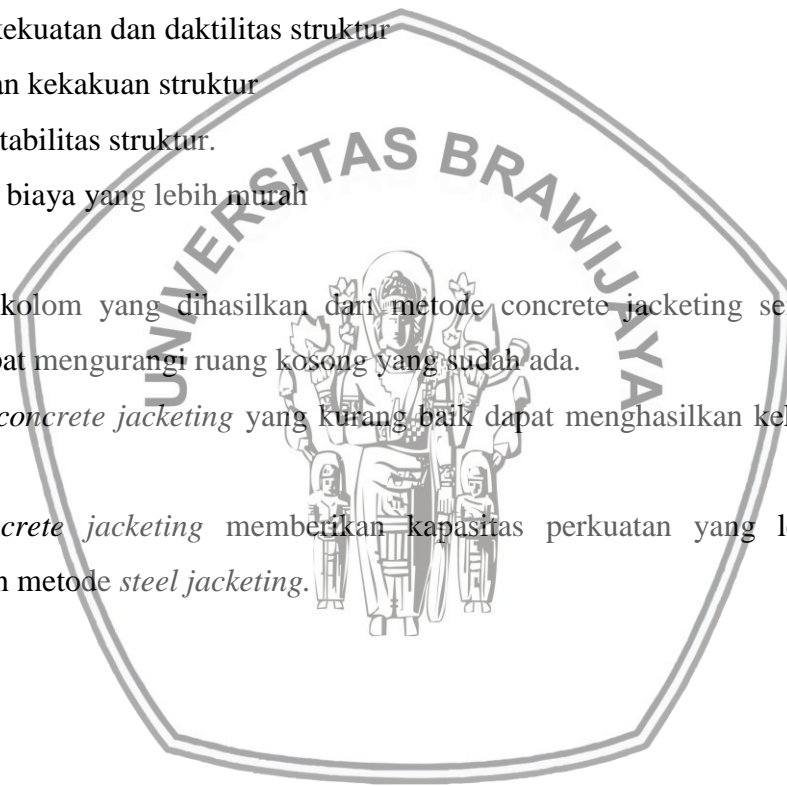 kekuatan dan daktilitas struktur
an kekakuan struktur
tabilitas struktur.
biaya yang lebih murah
UNIVERSITAS BRAWIJAYA
kolom yang dihasilkan dari metode concrete jacketing se
pat mengurangi ruang kosong yang sudah ada.
concrete jacketing yang kurang baik dapat menghasilkan kel
crete jacketing memberikan kapasitas perkuatan yang l
n metode steel jacketing.